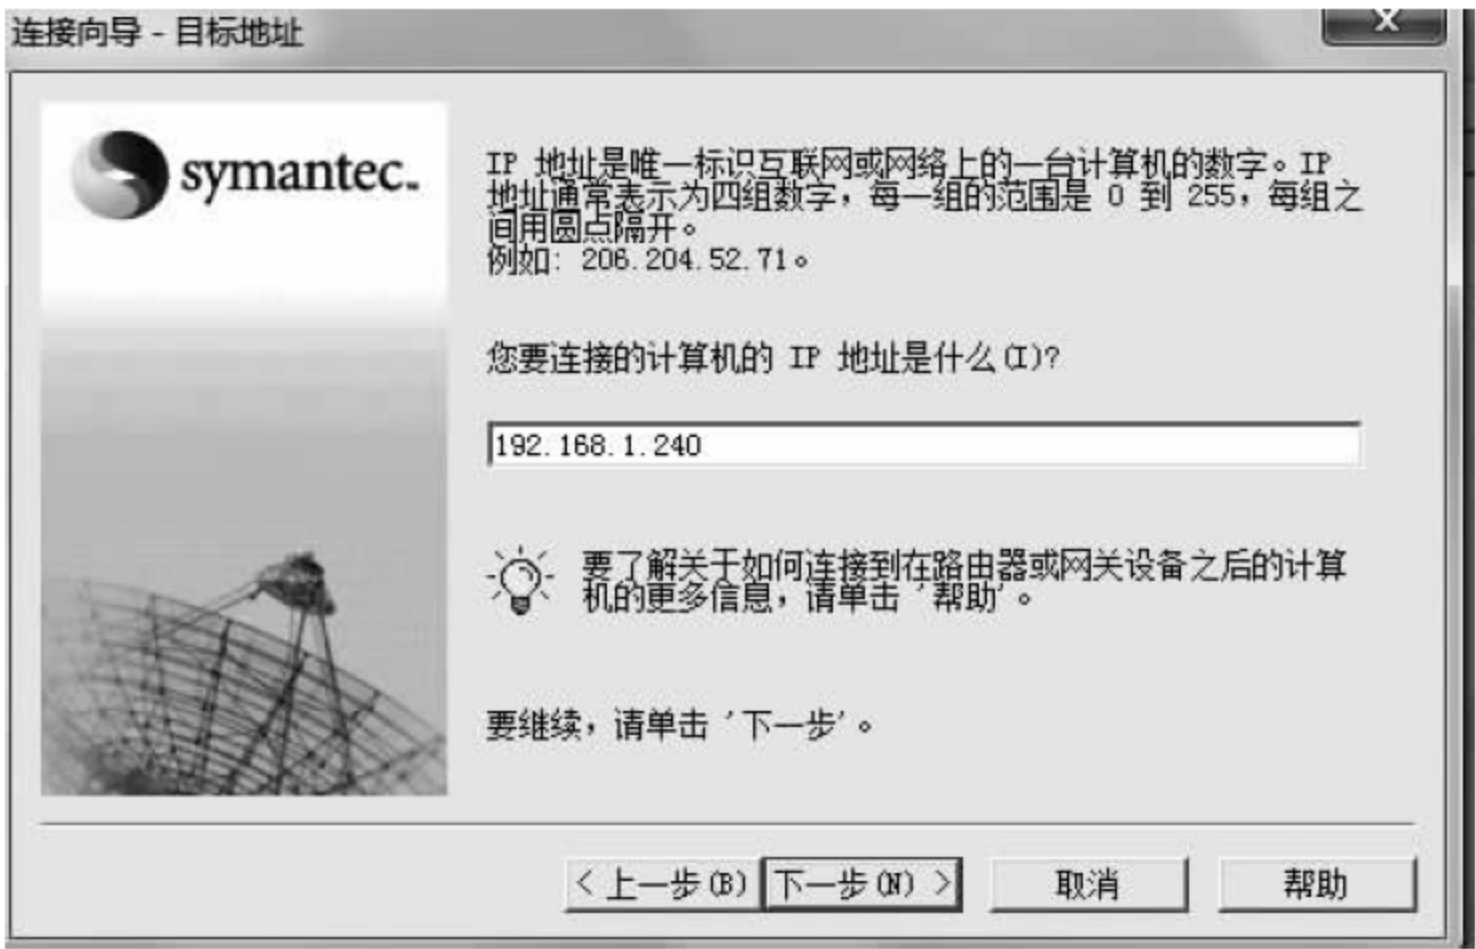 连接向导 - 目标地址
X
symantec.
IP 地址是唯一标识互联网或网络上的一台计算机的数字。IP
地址通常表示为四组数字，每一组的范围是 0 到 255，每组之
间用圆点隔开。
例如: 206.204.52.71。
您要连接的计算机的 IP 地址是什么(I)?
192.168.1.240
要了解关于如何连接到在路由器或网关设备之后的计算
机的更多信息，请单击 '帮助'。
要继续，请单击 '下一步'。
< 上一步(B) 下一步(N) > 取消 帮助